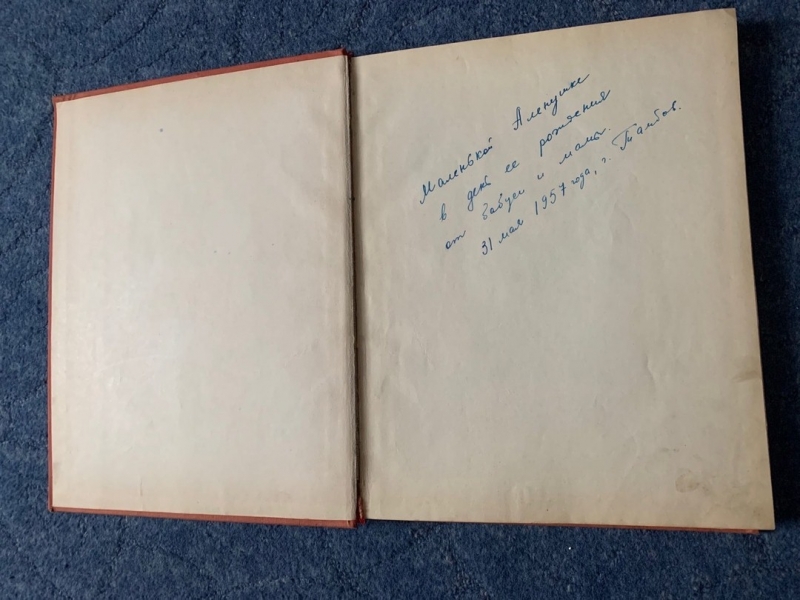 Маленькой Аленушке
в день ее рождения
от бабуси и мамы.
31 мая 1957 года, г. Тамбов.